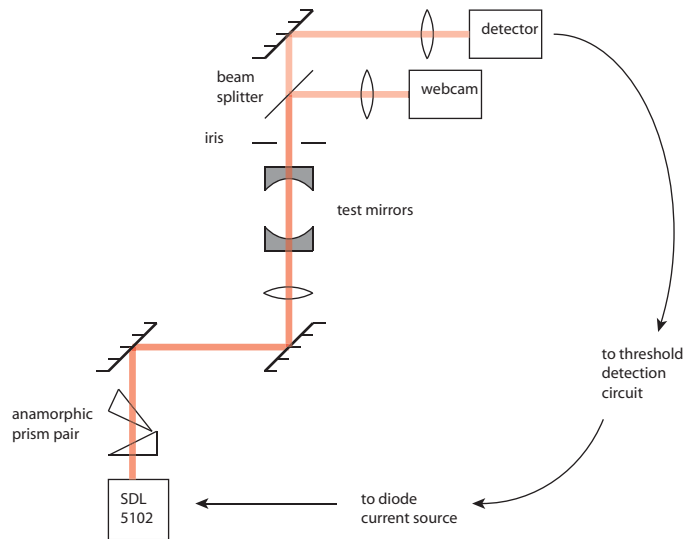 detector
beam
splitter
webcam
iris
test mirrors
to threshold
detection
circuit
anamorphic
prism pair
SDL
5102
to diode
current source